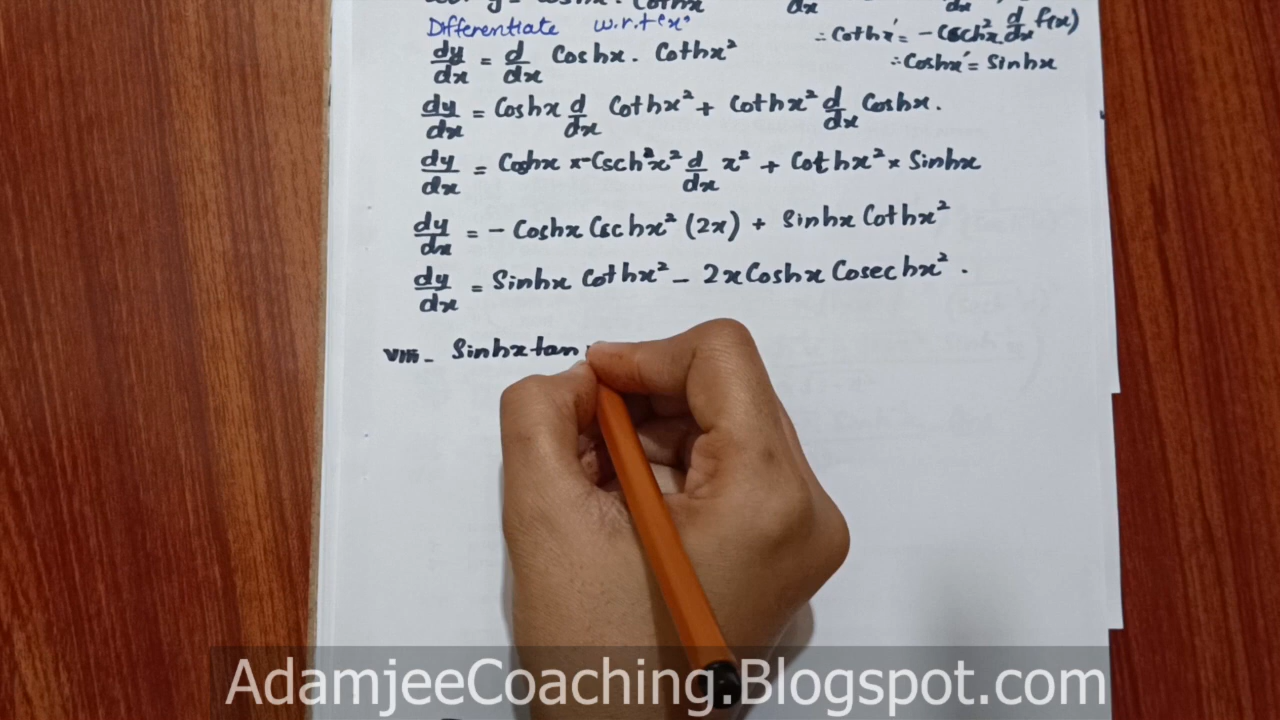 Differentiate w.r.t "x"
d/dx f(x)
∴ Cothx' = - Csch²x
∴ Coshx' = Sinhx
dy/dx = d/dx Coshx . Cothx²
dy/dx = Coshx d/dx Cothx² + Cothx² d/dx Coshx.
dy/dx = Coshx x -Csch²x² d/dx x² + Cothx² x Sinhx
dy/dx = - Coshx Cschx² (2x) + Sinhx Cothx²
dy/dx = Sinhx Cothx² - 2x Coshx Cosechx² .
viii- Sinhx tan
AdamjeeCoaching.Blogspot.com